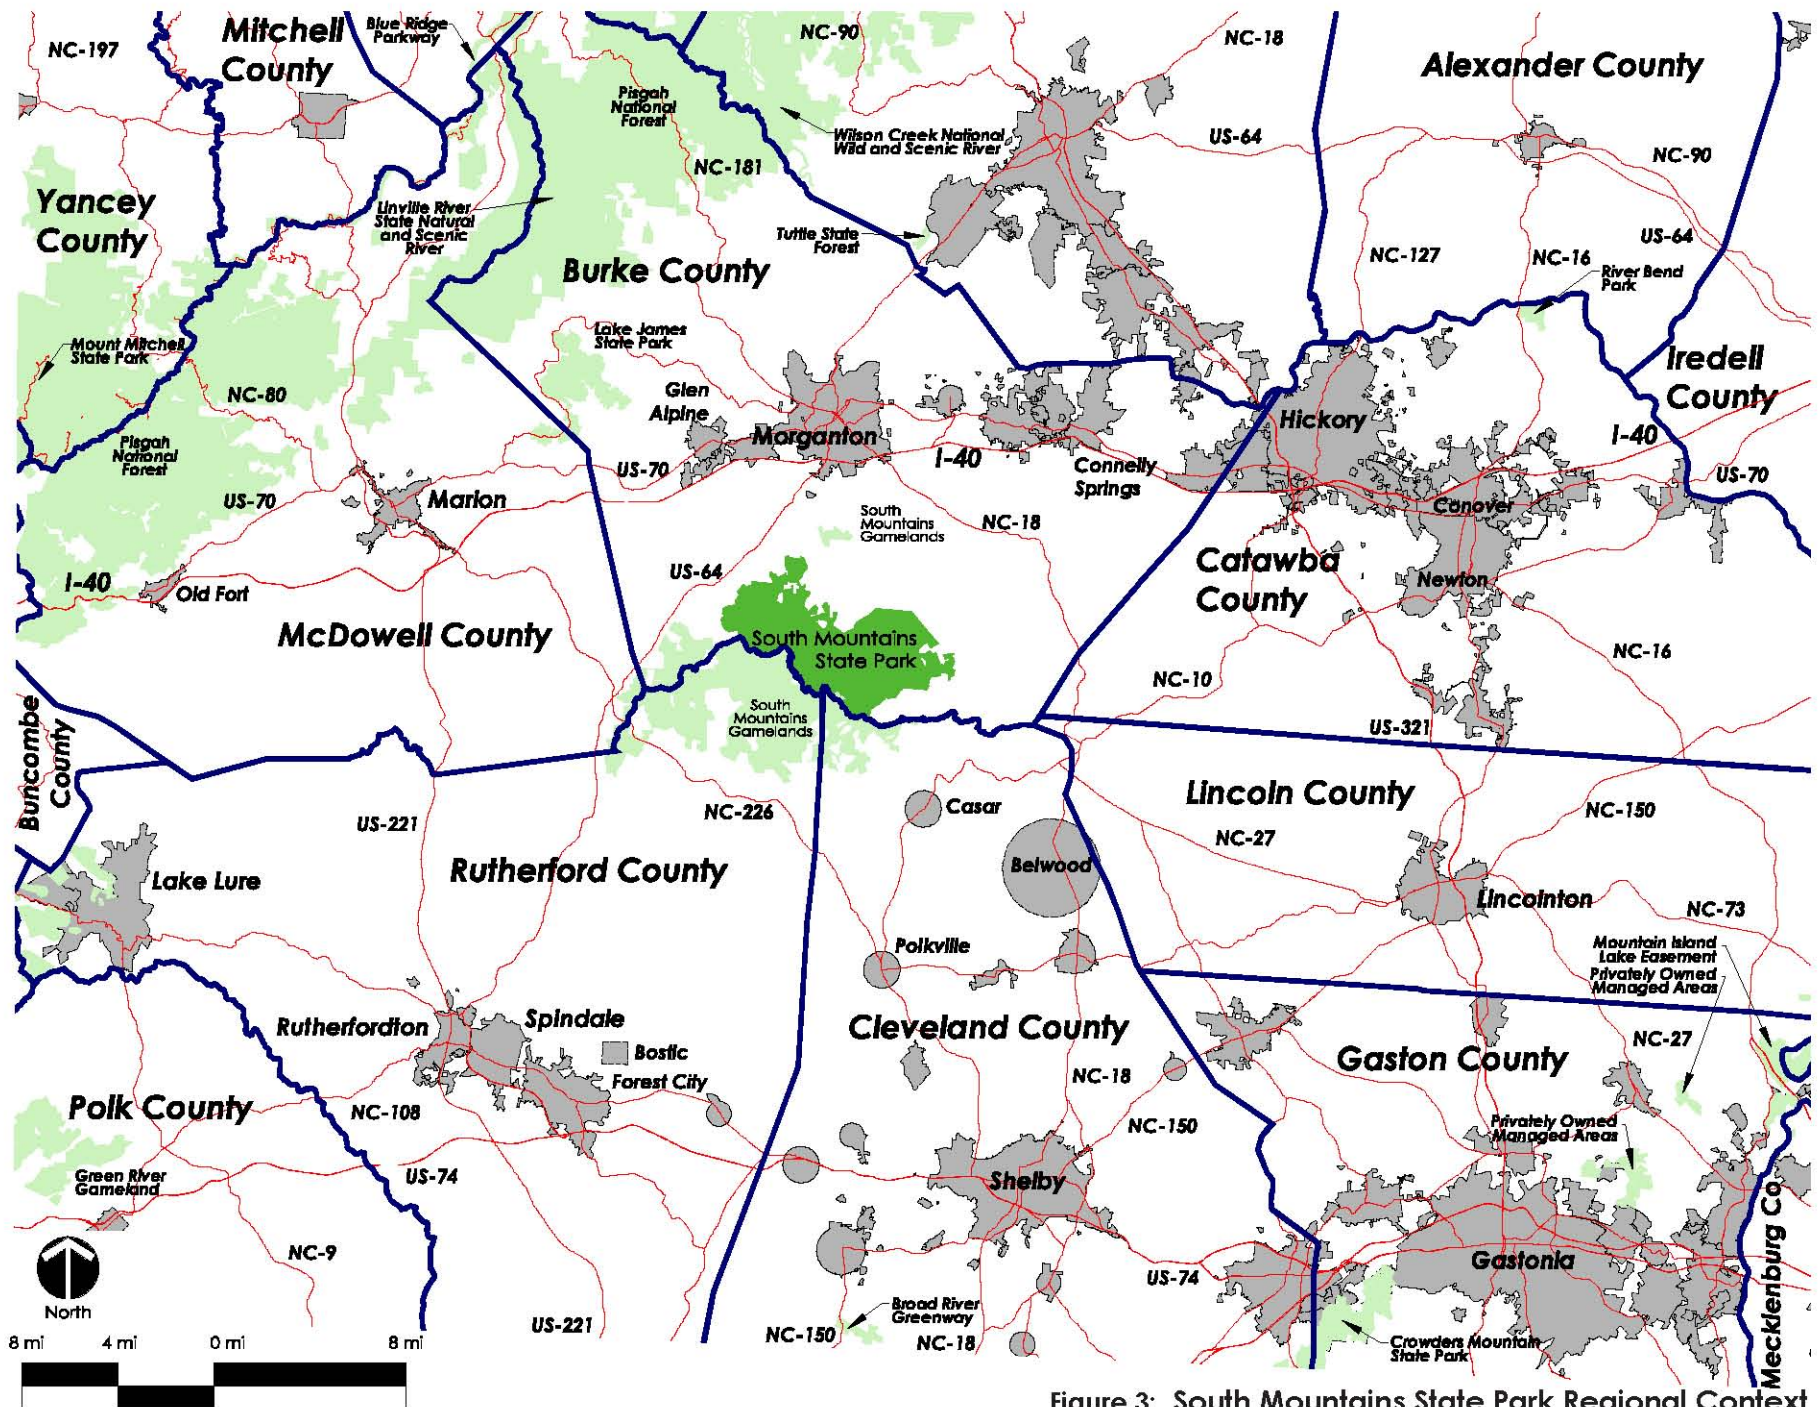 NC-197
Mitchell
County
Blue Ridge
Parkway
NC-90
NC-18
Alexander County
Pisgah
National
Forest
Wilson Creek National
Wild and Scenic River
US-64
NC-90
NC-181
Yancey
County
Linville River
State Natural
and Scenic
River
Tuttle State
Forest
US-64
NC-127
NC-16
River Bend
Park
Burke County
Lake James
State Park
Mount Mitchell
State Park
Iredell
County
NC-80
Glen
Alpine
Hickory
Morganton
I-40
I-40
Pisgah
National
Forest
US-70
Connelly
Springs
US-70
US-70
Marion
Conover
South
Mountains
Gamelands
NC-18
US-64
Catawba
County
Newton
I-40
Old Fort
McDowell County
South Mountains
State Park
NC-16
NC-10
South
Mountains
Gamelands
US-321
Buncombe
County
Lincoln County
NC-226
Casar
NC-150
US-221
NC-27
Belwood
Rutherford County
Lake Lure
Lincolnton
NC-73
Polkville
Mountain Island
Lake Easement
Privately Owned
Managed Areas
Spindale
Rutherfordton
Cleveland County
NC-27
Bostic
Gaston County
Forest City
NC-18
Polk County
NC-108
NC-150
Privately Owned
Managed Areas
Green River
Gameland
US-74
Shelby
NC-9
Gastonia
US-74
Mecklenburg Co.
North
Broad River
Greenway
US-221
NC-150
NC-18
Crowders Mountain
State Park
8 mi
4 mi
0 mi
8 mi
Figure 3: South Mountains State Park Regional Context